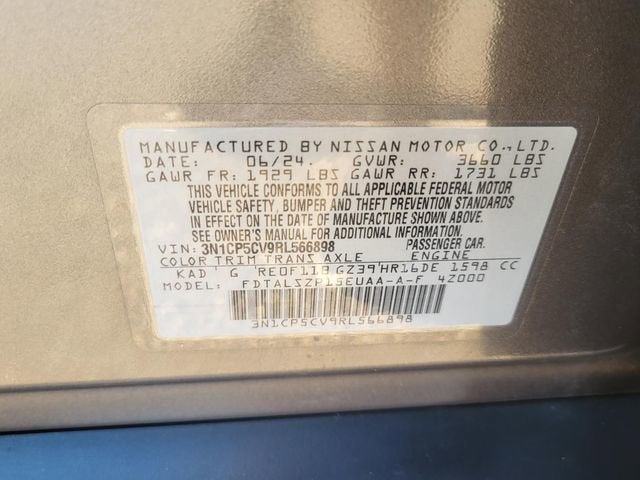 MANUFACTURED BY NISSAN MOTOR CO.,LTD.
DATE: 06/24. GVWR: 3660 LBS
GAWR FR: 1929 LBS GAWR RR: 1731 LBS
THIS VEHICLE CONFORMS TO ALL APPLICABLE FEDERAL MOTOR
VEHICLE SAFETY, BUMPER AND THEFT PREVENTION STANDARDS
IN EFFECT ON THE DATE OF MANUFACTURE SHOWN ABOVE.
SEE OWNER'S MANUAL FOR ADDITIONAL INFORMATION.
VIN: 3N1CP5CV9RL566898 PASSENGER CAR.
COLOR TRIM TRANS AXLE ENGINE
KAD G HR16DE 1598 CC
MODEL: 4Z000
3N1CP5CV9RL566898